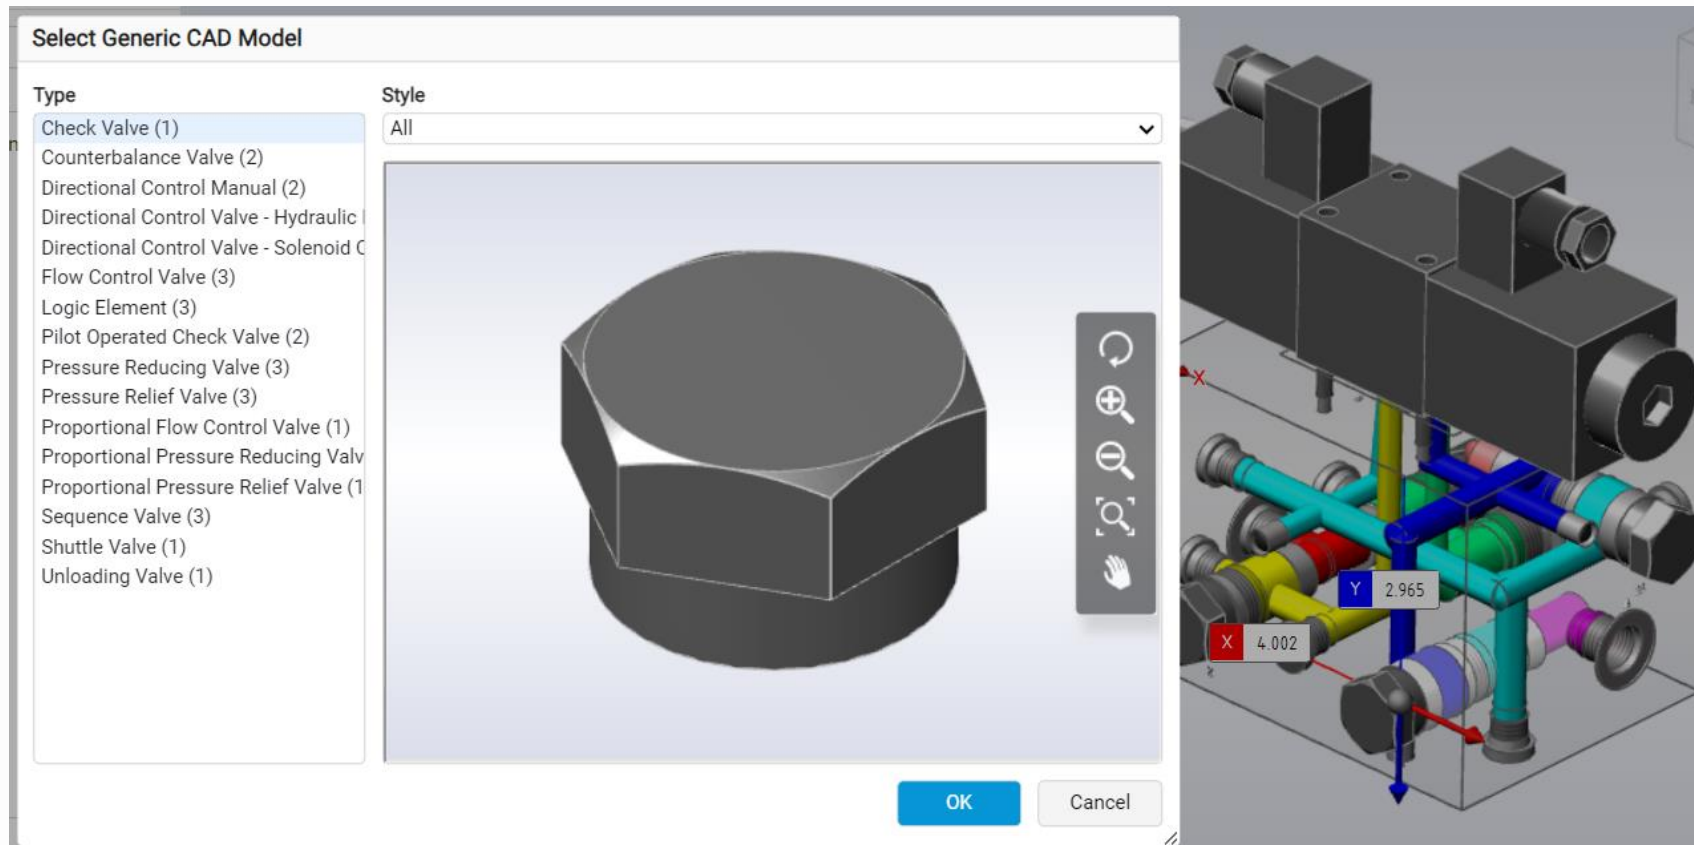 Select Generic CAD Model
Type
Style
Check Valve (1)
All
Counterbalance Valve (2)
Directional Control Manual (2)
Directional Control Valve - Hydraulic
Directional Control Valve - Solenoid
Flow Control Valve (3)
Logic Element (3)
Pilot Operated Check Valve (2)
Pressure Reducing Valve (3)
Pressure Relief Valve (3)
Proportional Flow Control Valve (1)
Proportional Pressure Reducing Valv
Proportional Pressure Relief Valve (1
Sequence Valve (3)
Shuttle Valve (1)
Unloading Valve (1)
OK
Cancel
X
Y 2.965
X 4.002